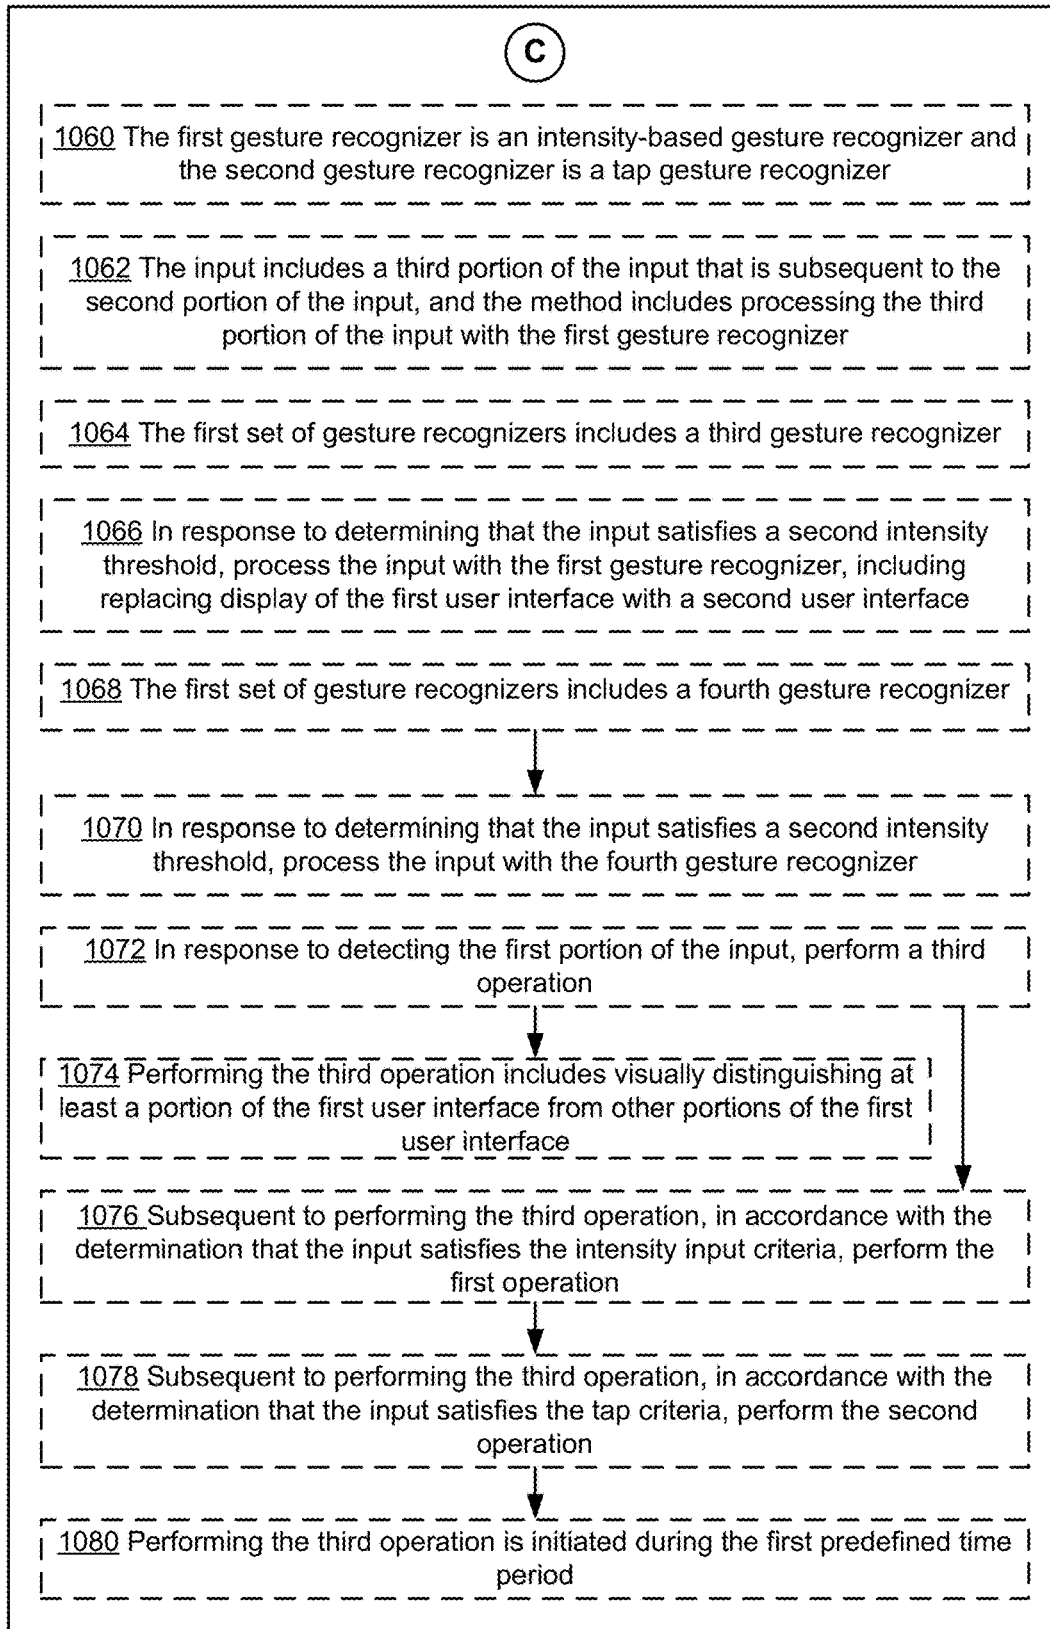 C
1060 The first gesture recognizer is an intensity-based gesture recognizer and
the second gesture recognizer is a tap gesture recognizer
1062 The input includes a third portion of the input that is subsequent to the
second portion of the input, and the method includes processing the third
portion of the input with the first gesture recognizer
1064 The first set of gesture recognizers includes a third gesture recognizer
1066 In response to determining that the input satisfies a second intensity
threshold, process the input with the first gesture recognizer, including
replacing display of the first user interface with a second user interface
1068 The first set of gesture recognizers includes a fourth gesture recognizer
1070 In response to determining that the input satisfies a second intensity
threshold, process the input with the fourth gesture recognizer
1072 In response to detecting the first portion of the input, perform a third
operation
1074 Performing the third operation includes visually distinguishing at
least a portion of the first user interface from other portions of the first
user interface
1076 Subsequent to performing the third operation, in accordance with the
determination that the input satisfies the intensity input criteria, perform the
first operation
1078 Subsequent to performing the third operation, in accordance with the
determination that the input satisfies the tap criteria, perform the second
operation
1080 Performing the third operation is initiated during the first predefined time
period